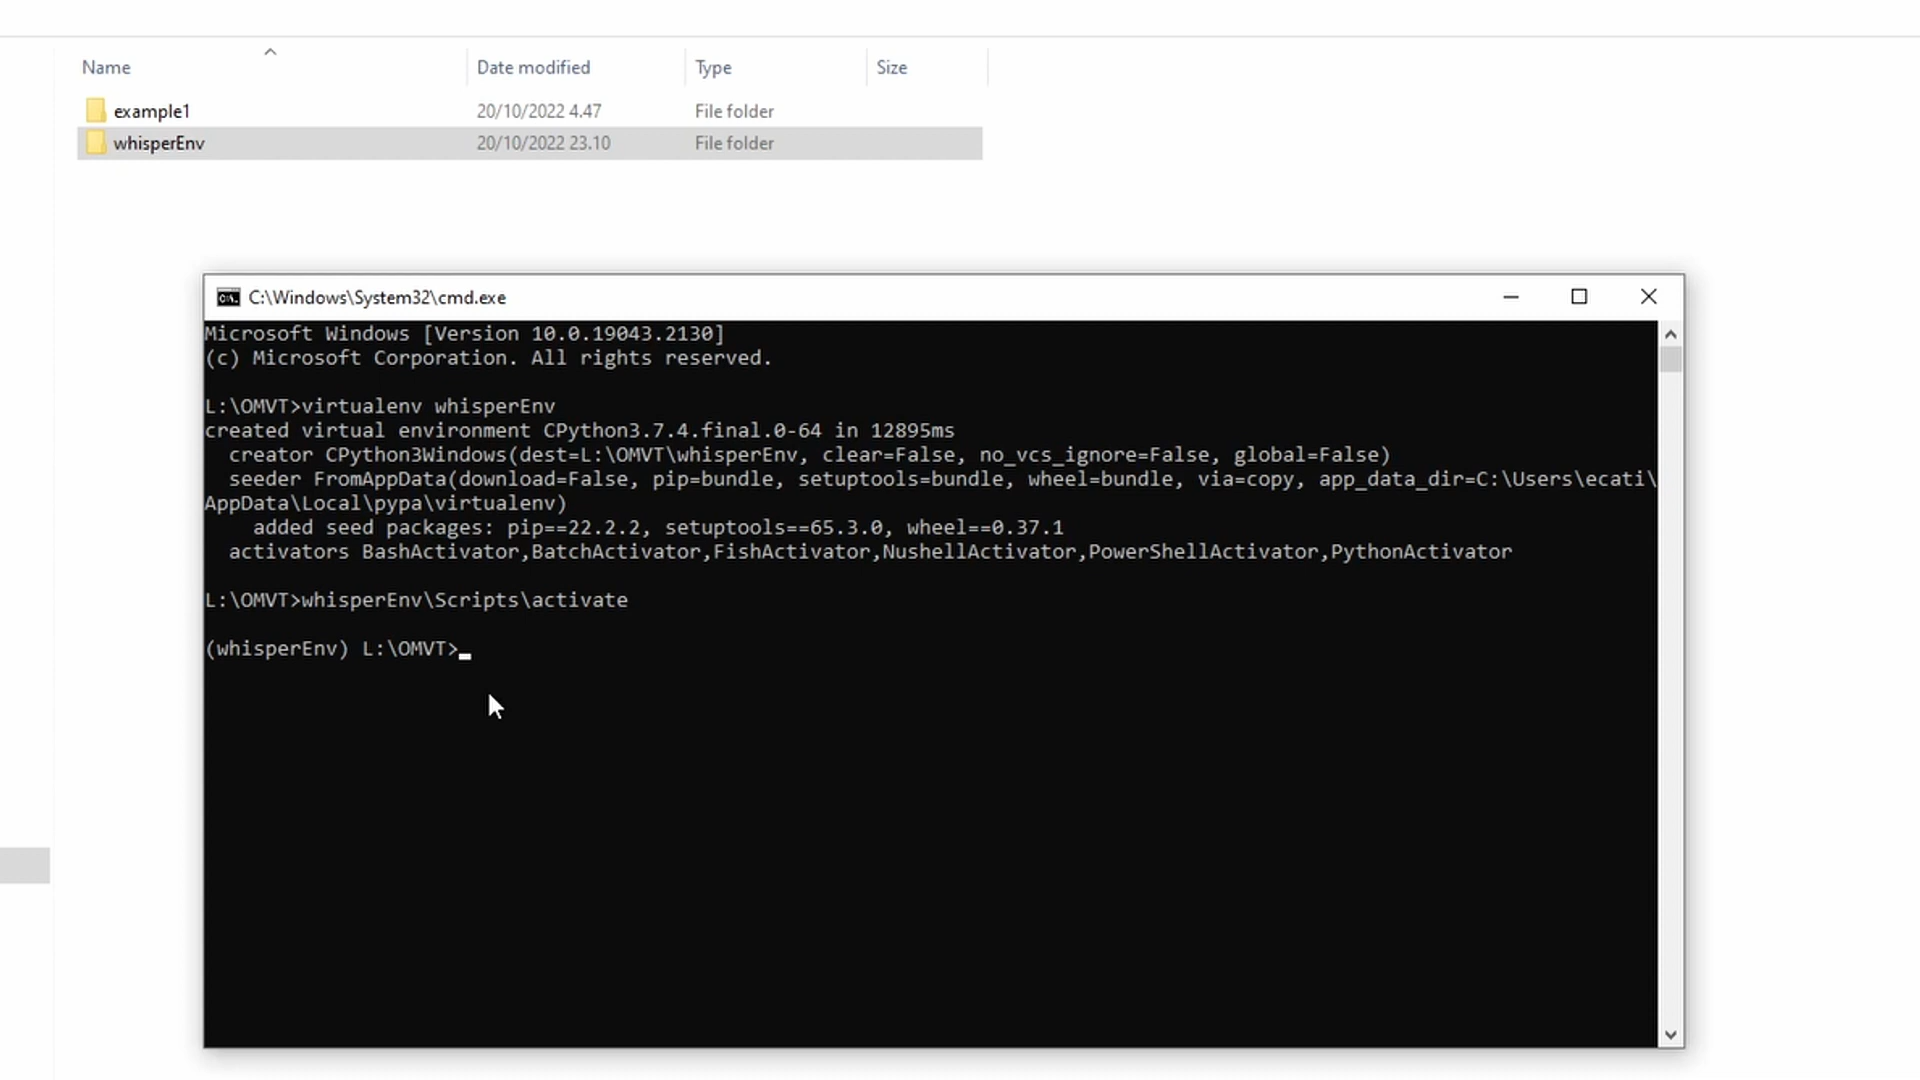 Name Date modified Type Size
example1 20/10/2022 4.47 File folder
whisperEnv 20/10/2022 23.10 File folder
C:\Windows\System32\cmd.exe
Microsoft Windows [Version 10.0.19043.2130]
(c) Microsoft Corporation. All rights reserved.
L:\OMVT>virtualenv whisperEnv
created virtual environment CPython3.7.4.final.0-64 in 12895ms
creator CPython3Windows(dest=L:\OMVT\whisperEnv, clear=False, no_vcs_ignore=False, global=False)
seeder FromAppData(download=False, pip=bundle, setuptools=bundle, wheel=bundle, via=copy, app_data_dir=C:\Users\ecati\
AppData\Local\pypa\virtualenv)
added seed packages: pip==22.2.2, setuptools==65.3.0, wheel==0.37.1
activators BashActivator,BatchActivator,FishActivator,NushellActivator,PowerShellActivator,PythonActivator
L:\OMVT>whisperEnv\Scripts\activate
(whisperEnv) L:\OMVT>